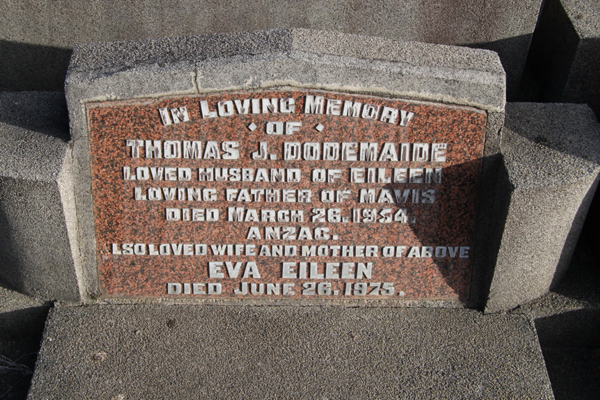 IN LOVING MEMORY
OF
THOMAS J. DODEMAIDE
LOVED HUSBAND OF EILEEN
LOVING FATHER OF MAVIS
DIED MARCH 26.1954.
ANZAC.
LSO LOVED WIFE AND MOTHER OF ABOVE
EVA EILEEN
DIED JUNE 26.1975.